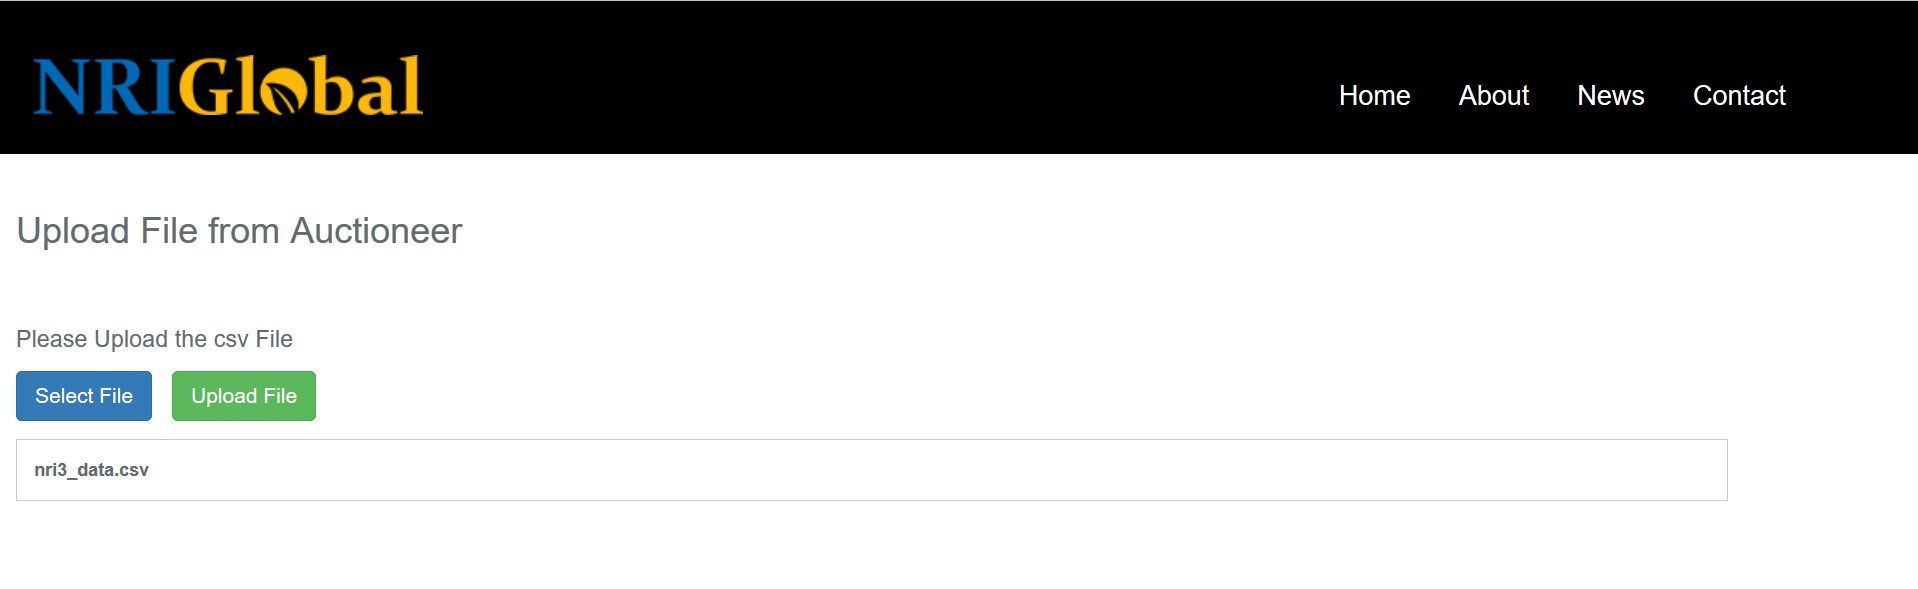 NRIGlobal
Home About News Contact
Upload File from Auctioneer
Please Upload the csv File
Select File Upload File
nri3_data.csv